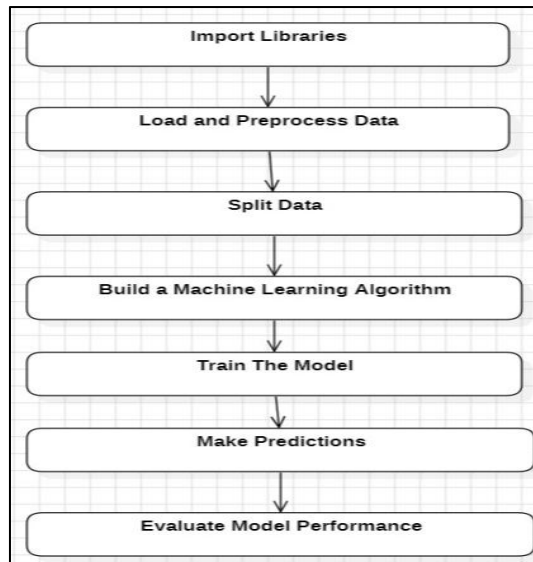 Import Libraries
Load and Preprocess Data
Split Data
Build a Machine Learning Algorithm
Train The Model
Make Predictions
Evaluate Model Performance